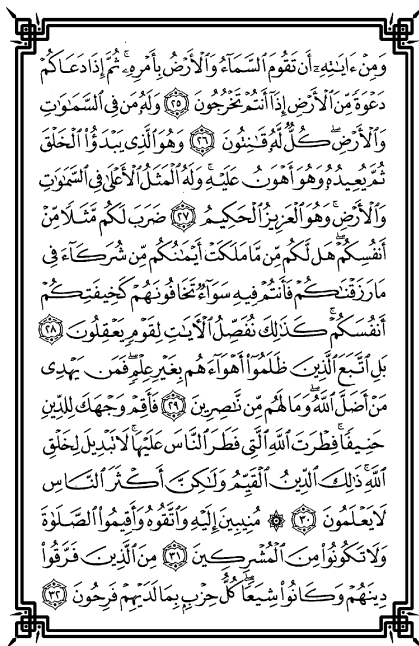 وَمِنْ ءَايَٰتِهِۦٓ أَن تَقُومَ ٱلسَّمَآءُ وَٱلْأَرْضُ بِأَمْرِهِۦ ۚ ثُمَّ إِذَا دَعَاكُمْ
دَعْوَةً مِّنَ ٱلْأَرْضِ إِذَآ أَنتُمْ تَخْرُجُونَ ٢٥ وَلَهُۥ مَن فِى ٱلسَّمَٰوَٰتِ
وَٱلْأَرْضِ ۖ كُلٌّ لَّهُۥ قَٰنِتُونَ ٢٦ وَهُوَ ٱلَّذِى يَبْدَؤُا۟ ٱلْخَلْقَ
ثُمَّ يُعِيدُهُۥ وَهُوَ أَهْوَنُ عَلَيْهِ ۚ وَلَهُ ٱلْمَثَلُ ٱلْأَعْلَىٰ فِى ٱلسَّمَٰوَٰتِ
وَٱلْأَرْضِ ۚ وَهُوَ ٱلْعَزِيزُ ٱلْحَكِيمُ ٢٧ ضَرَبَ لَكُم مَّثَلًا مِّنْ
أَنفُسِكُمْ ۖ هَل لَّكُم مِّن مَّا مَلَكَتْ أَيْمَٰنُكُم مِّن شُرَكَآءَ فِى
مَا رَزَقْنَٰكُمْ فَأَنتُمْ فِيهِ سَوَآءٌ تَخَافُونَهُمْ كَخِيفَتِكُمْ
أَنفُسَكُمْ ۚ كَذَٰلِكَ نُفَصِّلُ ٱلْءَايَٰتِ لِقَوْمٍ يَعْقِلُونَ ٢٨
بَلِ ٱتَّبَعَ ٱلَّذِينَ ظَلَمُوٓا۟ أَهْوَآءَهُم بِغَيْرِ عِلْمٍ ۖ فَمَن يَهْدِى
مَنْ أَضَلَّ ٱللَّهُ ۖ وَمَا لَهُم مِّن نَّٰصِرِينَ ٢٩ فَأَقِمْ وَجْهَكَ لِلدِّينِ
حَنِيفًا ۚ فِطْرَتَ ٱللَّهِ ٱلَّتِى فَطَرَ ٱلنَّاسَ عَلَيْهَا ۚ لَا تَبْدِيلَ لِخَلْقِ
ٱللَّهِ ۚ ذَٰلِكَ ٱلدِّينُ ٱلْقَيِّمُ وَلَٰكِنَّ أَكْثَرَ ٱلنَّاسِ
لَا يَعْلَمُونَ ٣٠ ۞ مُنِيبِينَ إِلَيْهِ وَٱتَّقُوهُ وَأَقِيمُوا۟ ٱلصَّلَوٰةَ
وَلَا تَكُونُوا۟ مِنَ ٱلْمُشْرِكِينَ ٣١ مِنَ ٱلَّذِينَ فَرَّقُوا۟
دِينَهُمْ وَكَانُوا۟ شِيَعًا ۖ كُلُّ حِزْبٍۭ بِمَا لَدَيْهِمْ فَرِحُونَ ٣٢